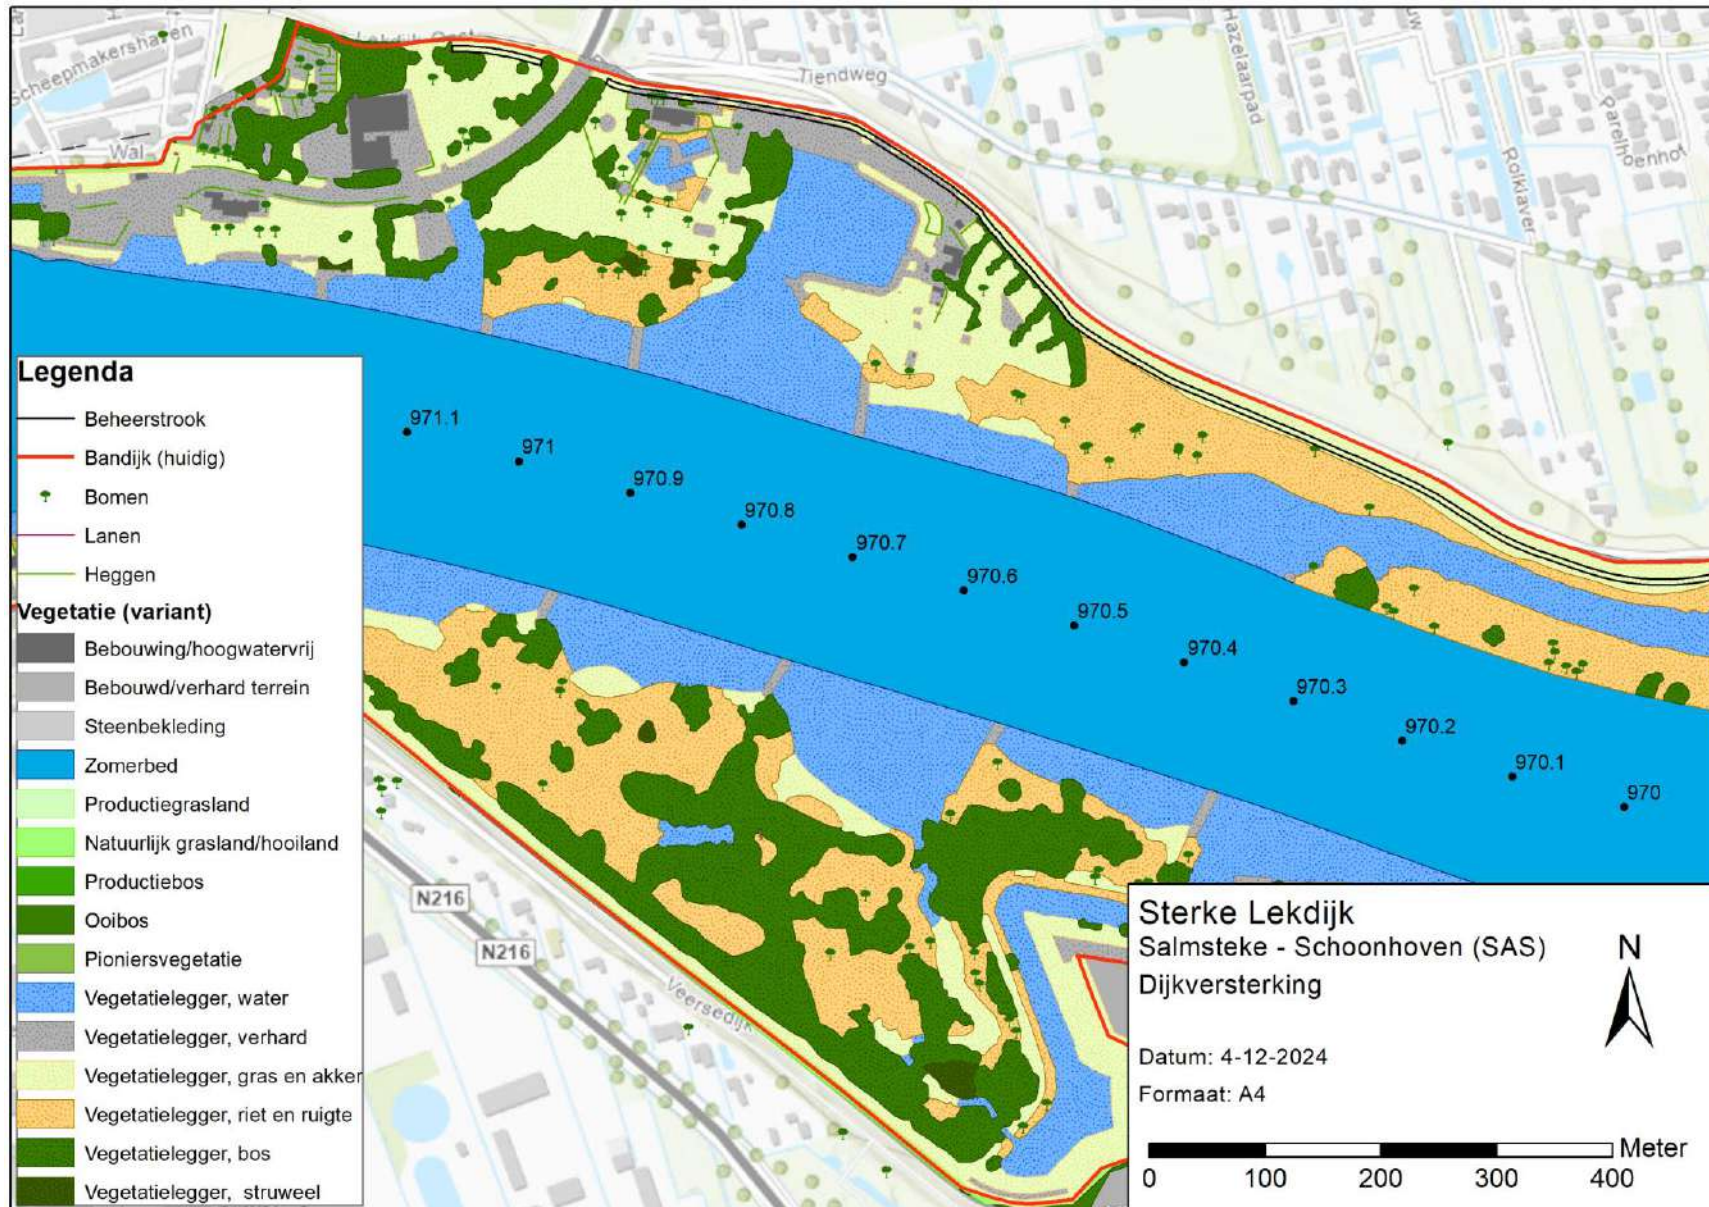 Scheepmakershaven
Wal
Tiendweg
Hazelaarpad
Rolklaver
Parelhoenhof
971.1
971
970.9
970.8
970.7
970.6
970.5
970.4
970.3
970.2
970.1
970
N216
N216
Veersedijk
Legenda
Beheerstrook
Bandijk (huidig)
Bomen
Lanen
Heggen
Vegetatie (variant)
Bebouwing/hoogwatervrij
Bebouwd/verhard terrein
Steenbekleding
Zomerbed
Productiegrasland
Natuurlijk grasland/hooiland
Productiebos
Ooibos
Pioniersvegetatie
Vegetatielegger, water
Vegetatielegger, verhard
Vegetatielegger, gras en akker
Vegetatielegger, riet en ruigte
Vegetatielegger, bos
Vegetatielegger, struweel
Sterke Lekdijk
Salmsteke - Schoonhoven (SAS)
Dijkversterking
N
Datum: 4-12-2024
Formaat: A4
Meter
0 100 200 300 400